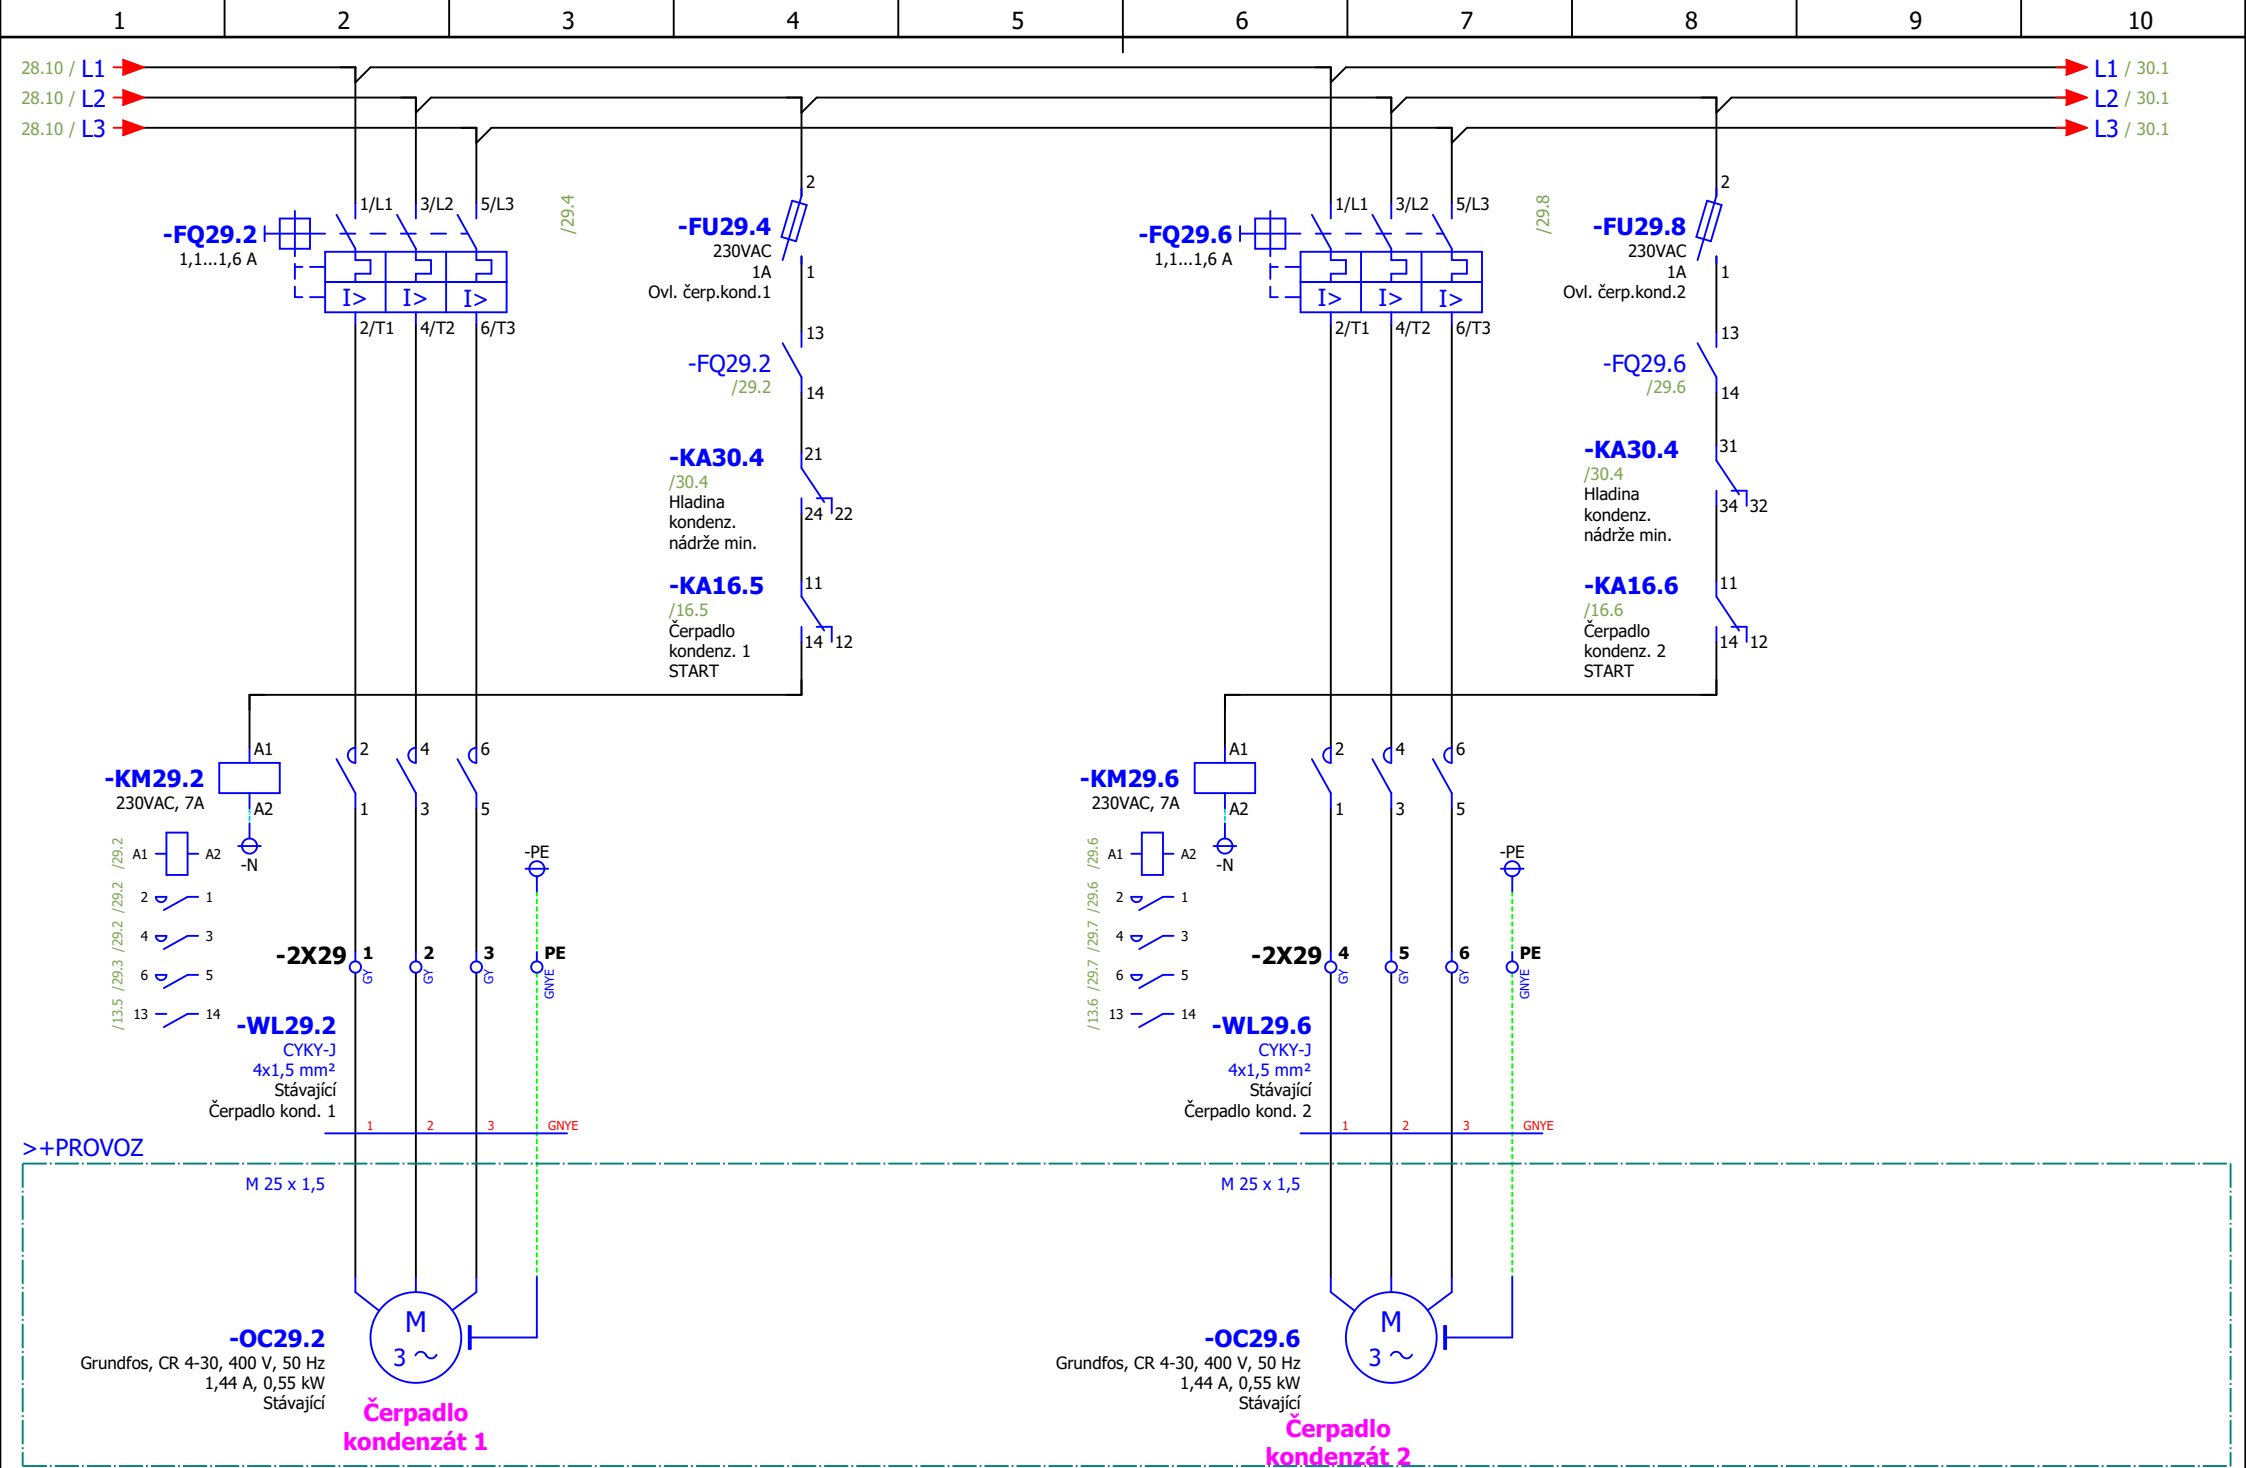 1 2 3 4 5 6 7 8 9 10
28.10 / L1
28.10 / L2
28.10 / L3
L1 / 30.1
L2 / 30.1
L3 / 30.1
-FQ29.2
1,1...1,6 A
1/L1 3/L2 5/L3
I> I> I>
2/T1 4/T2 6/T3
/29.4
-FU29.4
230VAC
1A
Ovl. čerp.kond.1
2
1
-FQ29.2
/29.2
13
14
-KA30.4
/30.4
Hladina
kondenz.
nádrže min.
21
24 22
-KA16.5
/16.5
Čerpadlo
kondenz. 1
START
11
14 12
-KM29.2
230VAC, 7A
A1
A2
-N
2 4 6
1 3 5
/29.2 A1 A2
/29.2 2 1
/29.2 4 3
/29.3 6 5
/13.5 13 14
-PE
-2X29 1 2 3 PE
GY GY GY GNYE
-WL29.2
CYKY-J
4x1,5 mm²
Stávající
Čerpadlo kond. 1
1 2 3 GNYE
-FQ29.6
1,1...1,6 A
1/L1 3/L2 5/L3
I> I> I>
2/T1 4/T2 6/T3
/29.8
-FU29.8
230VAC
1A
Ovl. čerp.kond.2
2
1
-FQ29.6
/29.6
13
14
-KA30.4
/30.4
Hladina
kondenz.
nádrže min.
31
34 32
-KA16.6
/16.6
Čerpadlo
kondenz. 2
START
11
14 12
-KM29.6
230VAC, 7A
A1
A2
-N
2 4 6
1 3 5
/29.6 A1 A2
/29.6 2 1
/29.7 4 3
/29.7 6 5
/13.6 13 14
-PE
-2X29 4 5 6 PE
GY GY GY GNYE
-WL29.6
CYKY-J
4x1,5 mm²
Stávající
Čerpadlo kond. 2
1 2 3 GNYE
>+PROVOZ
M 25 x 1,5
M
3 ~
-OC29.2
Grundfos, CR 4-30, 400 V, 50 Hz
1,44 A, 0,55 kW
Stávající
Čerpadlo
kondenzát 1
M 25 x 1,5
M
3 ~
-OC29.6
Grundfos, CR 4-30, 400 V, 50 Hz
1,44 A, 0,55 kW
Stávající
Čerpadlo
kondenzát 2